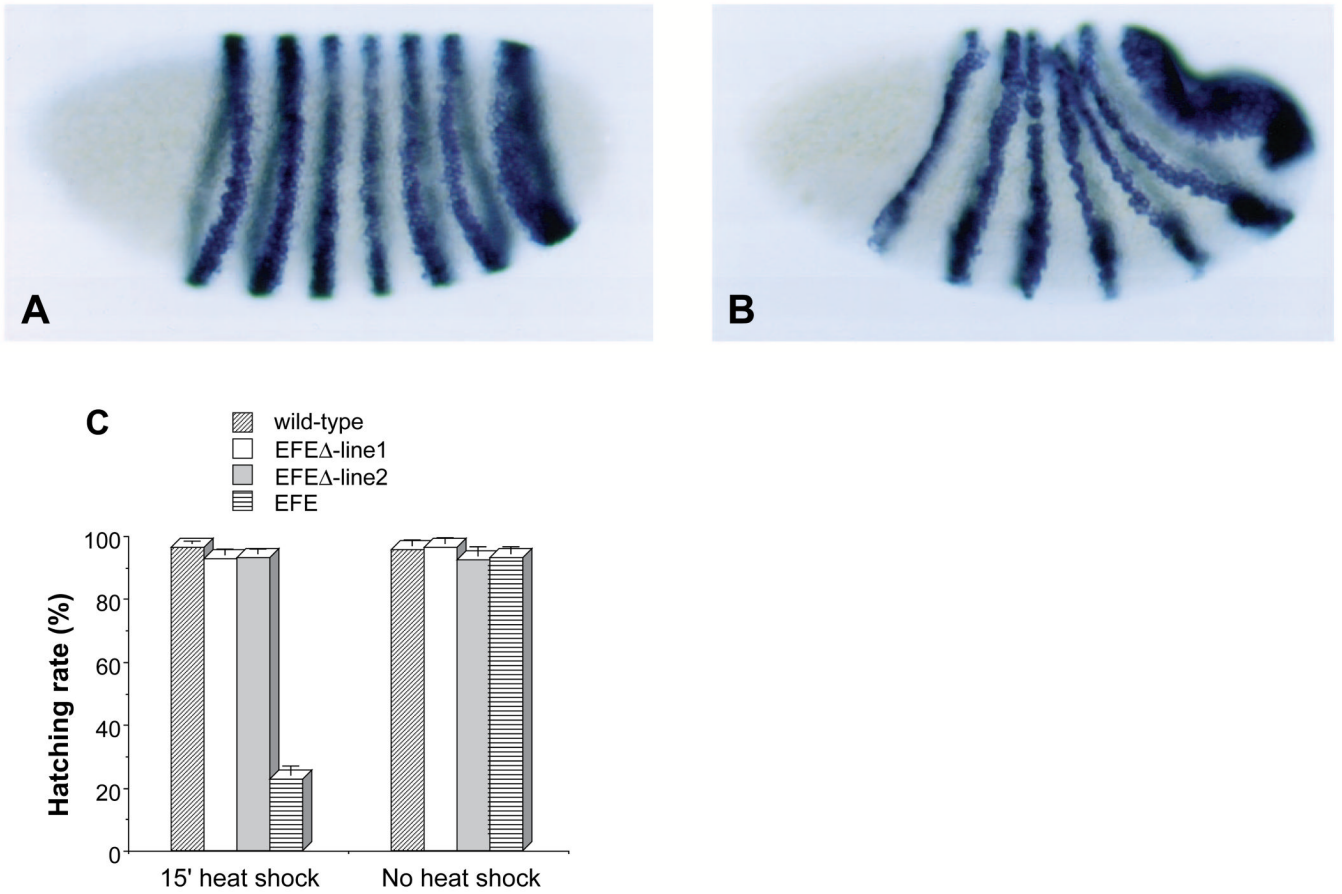 A
B
C
wild-type
EFEΔ-line1
EFEΔ-line2
EFE
Hatching rate (%)
100
80
60
40
20
0
15' heat shock
No heat shock